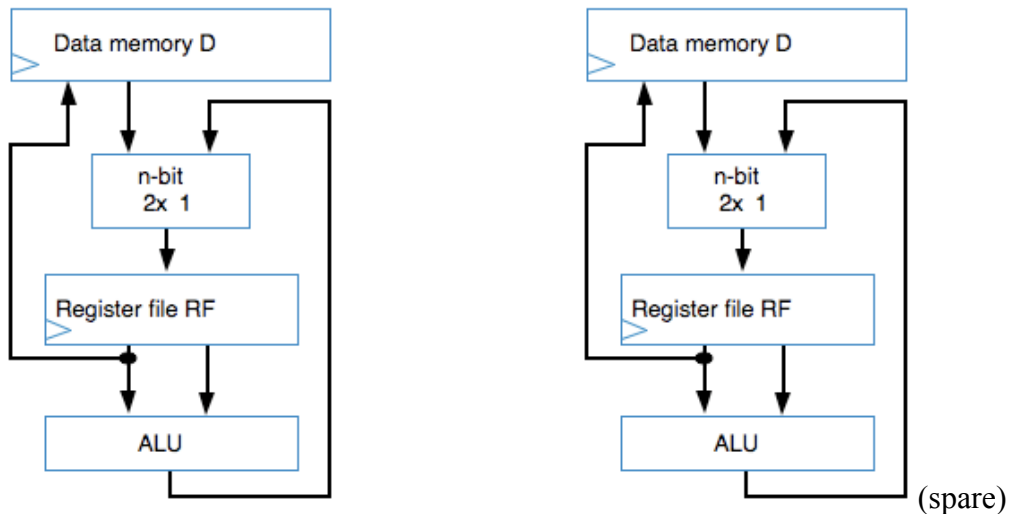 Data memory D
n-bit
2x 1
Register file RF
ALU
Data memory D
n-bit
2x 1
Register file RF
ALU
(spare)